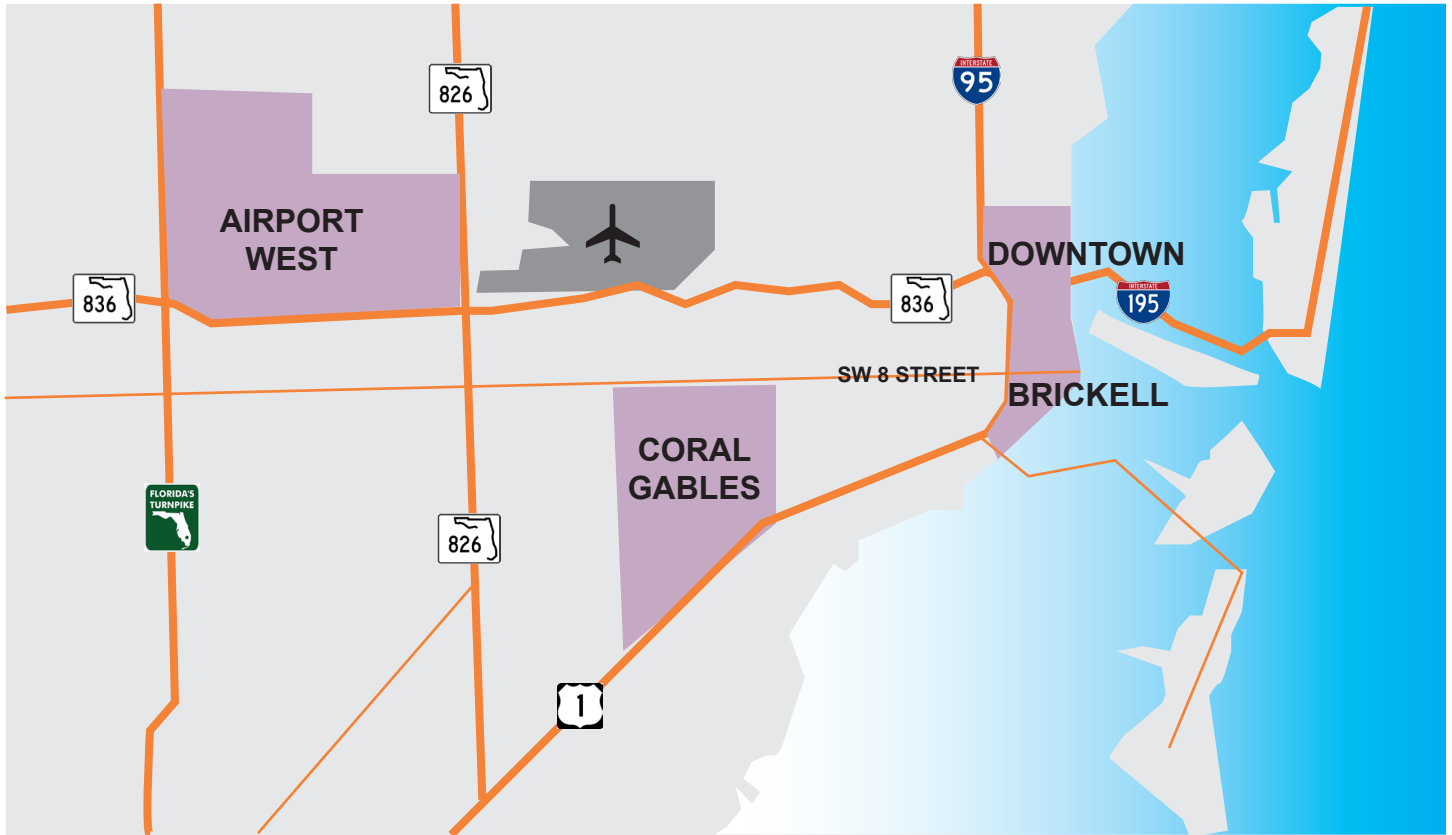 826
INTERSTATE
95
AIRPORT
WEST
DOWNTOWN
836
836
INTERSTATE
195
SW 8 STREET
BRICKELL
CORAL
GABLES
FLORIDA'S
TURNPIKE
826
1